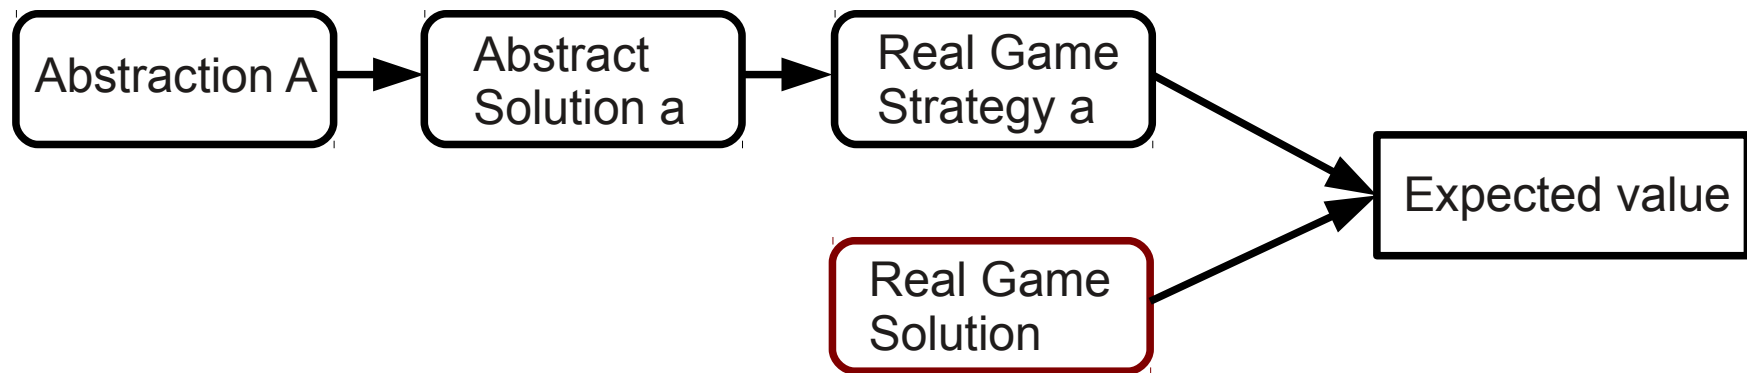 Abstraction A
Abstract
Solution a
Real Game
Strategy a
Expected value
Real Game
Solution